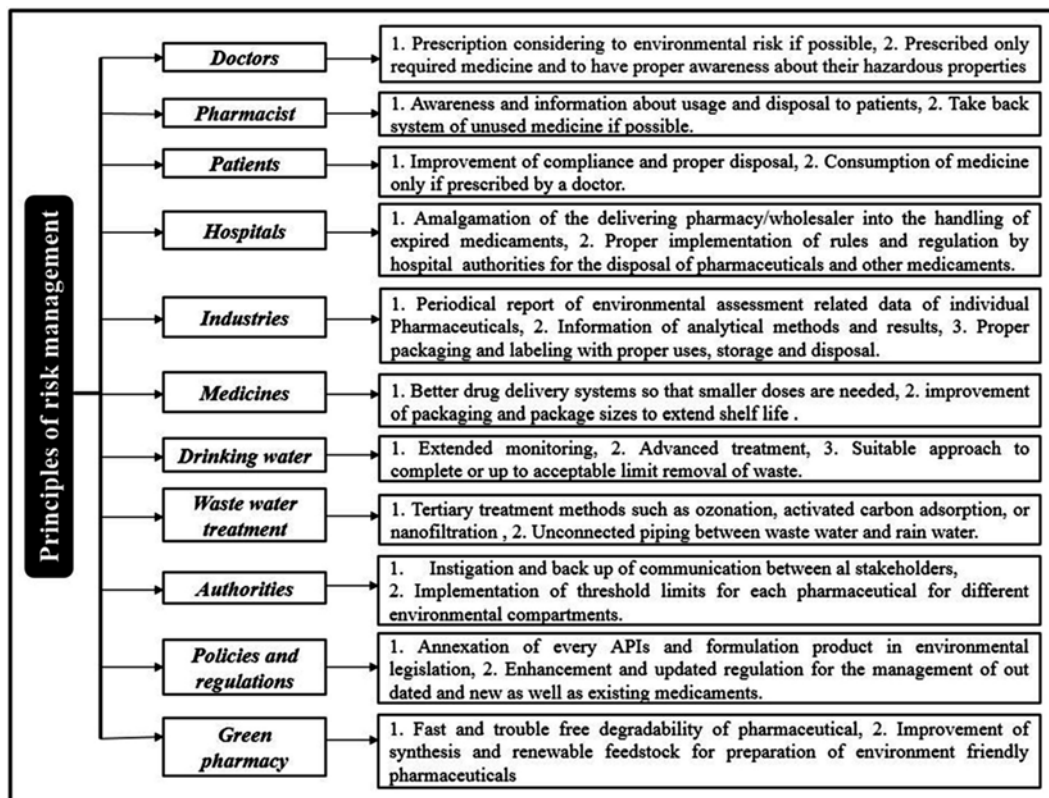 Principles of risk management
Doctors
1. Prescription considering to environmental risk if possible, 2. Prescribed only
required medicine and to have proper awareness about their hazardous properties
Pharmacist
1. Awareness and information about usage and disposal to patients, 2. Take back
system of unused medicine if possible.
Patients
1. Improvement of compliance and proper disposal, 2. Consumption of medicine
only if prescribed by a doctor.
Hospitals
1. Amalgamation of the delivering pharmacy/wholesaler into the handling of
expired medicaments, 2. Proper implementation of rules and regulation by
hospital authorities for the disposal of pharmaceuticals and other medicaments.
Industries
1. Periodical report of environmental assessment related data of individual
Pharmaceuticals, 2. Information of analytical methods and results, 3. Proper
packaging and labeling with proper uses, storage and disposal.
Medicines
1. Better drug delivery systems so that smaller doses are needed, 2. improvement
of packaging and package sizes to extend shelf life .
Drinking water
1. Extended monitoring, 2. Advanced treatment, 3. Suitable approach to
complete or up to acceptable limit removal of waste.
Waste water
treatment
1. Tertiary treatment methods such as ozonation, activated carbon adsorption, or
nanofiltration , 2. Unconnected piping between waste water and rain water.
Authorities
1. Instigation and back up of communication between al stakeholders,
2. Implementation of threshold limits for each pharmaceutical for different
environmental compartments.
Policies and
regulations
1. Annexation of every APIs and formulation product in environmental
legislation, 2. Enhancement and updated regulation for the management of out
dated and new as well as existing medicaments.
Green
pharmacy
1. Fast and trouble free degradability of pharmaceutical, 2. Improvement of
synthesis and renewable feedstock for preparation of environment friendly
pharmaceuticals